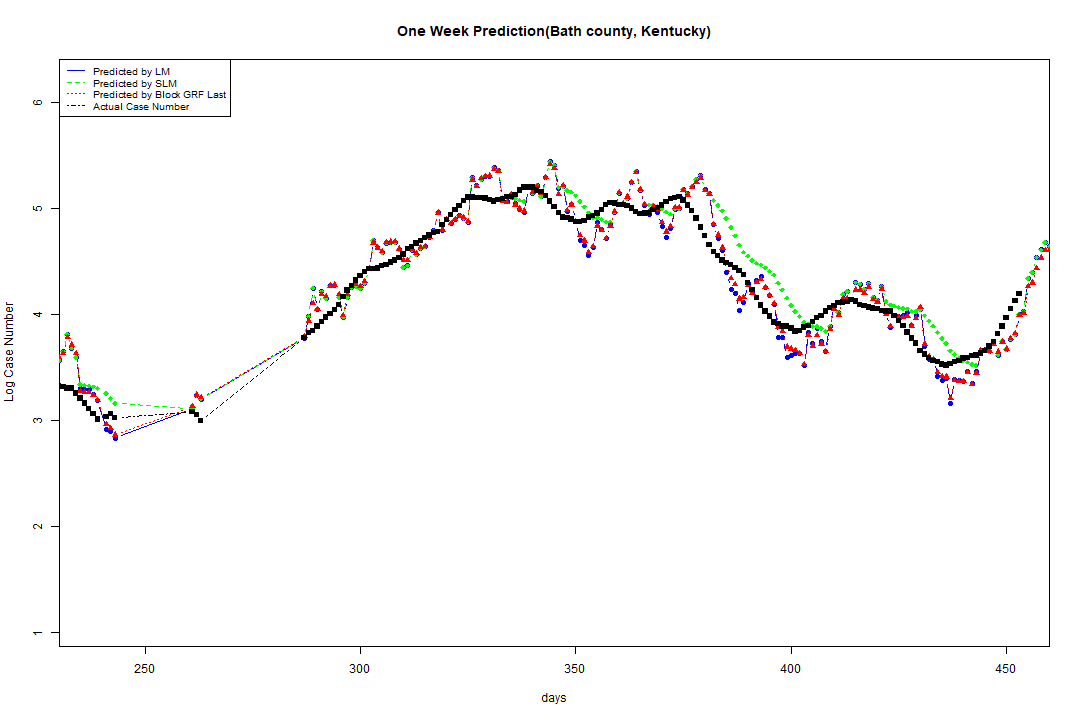 One Week Prediction(Bath county, Kentucky)
Predicted by LM
Predicted by SLM
Predicted by Block GRF Last
Actual Case Number
6
5
4
3
2
1
Log Case Number
250 300 350 400 450
days